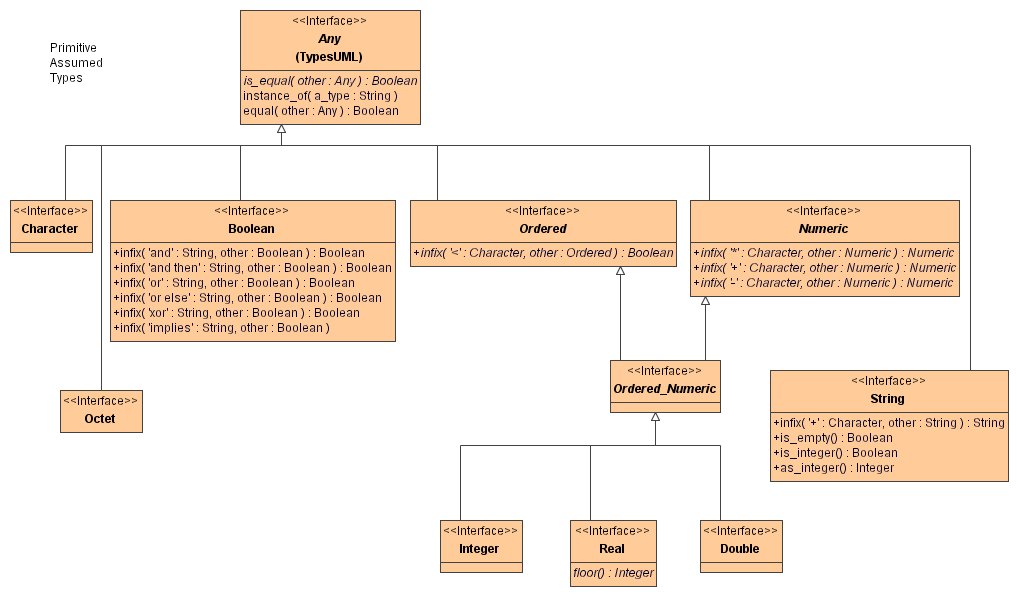 <<Interface>>
Any
(TypesUML)
is_equal( other : Any ) : Boolean
instance_of( a_type : String )
equal( other : Any ) : Boolean
Primitive
Assumed
Types
<<Interface>>
Character
<<Interface>>
Boolean
+infix( 'and' : String, other : Boolean ) : Boolean
+infix( 'and then' : String, other : Boolean ) : Boolean
+infix( 'or' : String, other : Boolean ) : Boolean
+infix( 'or else' : String, other : Boolean ) : Boolean
+infix( 'xor' : String, other : Boolean ) : Boolean
+infix( 'implies' : String, other : Boolean )
<<Interface>>
Ordered
+infix( '<' : Character, other : Ordered ) : Boolean
<<Interface>>
Numeric
+infix( '*' : Character, other : Numeric ) : Numeric
+infix( '+' : Character, other : Numeric ) : Numeric
+infix( '-' : Character, other : Numeric ) : Numeric
<<Interface>>
Octet
<<Interface>>
Ordered_Numeric
<<Interface>>
String
+infix( '+' : Character, other : String ) : String
+is_empty() : Boolean
+is_integer() : Boolean
+as_integer() : Integer
<<Interface>>
Integer
<<Interface>>
Real
floor() : Integer
<<Interface>>
Double